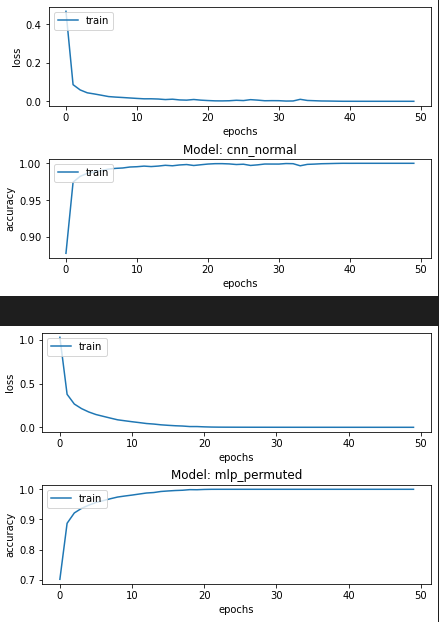 0.4
0.2
0.0
loss
train
0 10 20 30 40 50
epochs
Model: cnn_normal
1.00
0.95
0.90
accuracy
train
0 10 20 30 40 50
epochs
1.0
0.5
0.0
loss
train
0 10 20 30 40 50
epochs
Model: mlp_permuted
1.0
0.9
0.8
0.7
accuracy
train
0 10 20 30 40 50
epochs